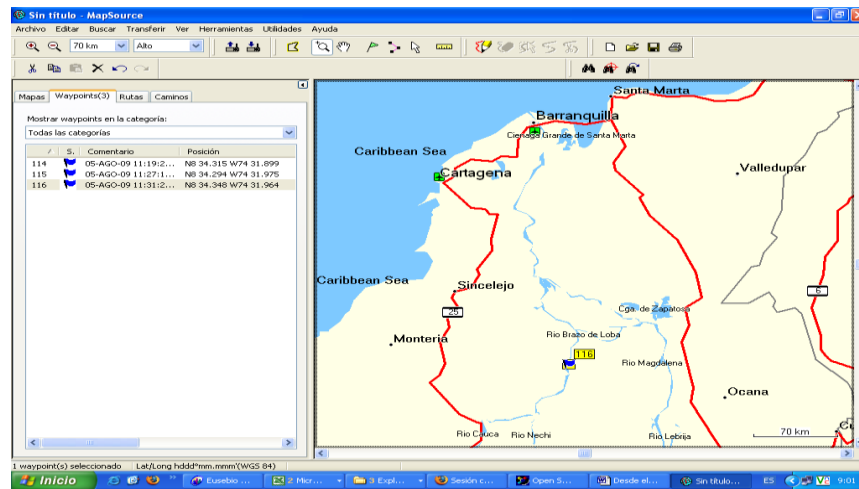 Sin título - MapSource
Archivo Editar Buscar Transferir Ver Herramientas Utilidades Ayuda
70 km Alto
Mapas Waypoints(3) Rutas Caminos
Mostrar waypoints en la categoría:
Todas las categorías
S. Comentario Posición
114 05-AGO-09 11:19:2... N8 34.315 W74 31.899
115 05-AGO-09 11:27:1... N8 34.294 W74 31.975
116 05-AGO-09 11:31:2... N8 34.348 W74 31.964
Santa Marta
Barranquilla
Cienaga Grande de Santa Marta
Caribbean Sea
Valledupar
Cartagena
Caribbean Sea
Sincelejo
6
25
Cga. de Zapatosa
Rio Brazo de Loba
Monteria
116
Rio Magdalena
Ocana
70 km
Rio Cauca Rio Nechi Rio Lebrija
1 waypoint(s) seleccionado Lat/Long hddd°mm.mmm'(WGS 84)
Inicio Eusebio ... 2 Micr... 3 Expl... Sesión c... Open S... Desde el... Sin título... ES 9:01